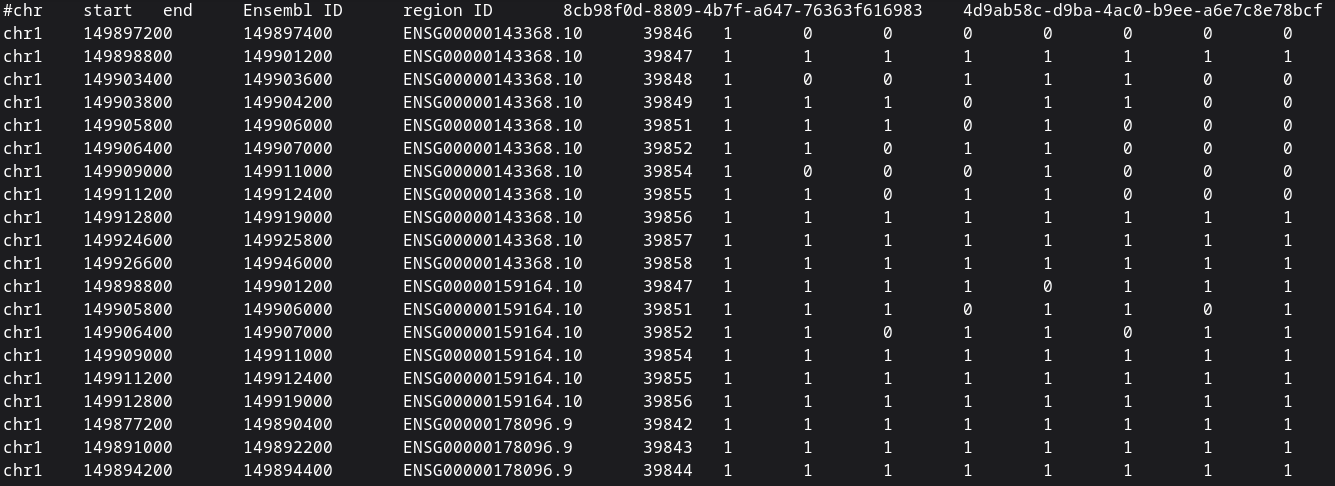 #chr start end Ensembl ID region ID 8cb98f0d-8809-4b7f-a647-76363f616983 4d9ab58c-d9ba-4ac0-b9ee-a6e7c8e78bcf
chr1 149897200 149897400 ENSG00000143368.10 39846 1 0 0 0 0 0 0 0
chr1 149898800 149901200 ENSG00000143368.10 39847 1 1 1 1 1 1 1 1
chr1 149903400 149903600 ENSG00000143368.10 39848 1 0 0 1 1 1 0 0
chr1 149903800 149904200 ENSG00000143368.10 39849 1 1 1 0 1 1 0 0
chr1 149905800 149906000 ENSG00000143368.10 39851 1 1 1 0 1 0 0 0
chr1 149906400 149907000 ENSG00000143368.10 39852 1 1 0 1 1 0 0 0
chr1 149909000 149911000 ENSG00000143368.10 39854 1 0 0 0 1 0 0 0
chr1 149911200 149912400 ENSG00000143368.10 39855 1 1 0 1 1 0 0 0
chr1 149912800 149919000 ENSG00000143368.10 39856 1 1 1 1 1 1 1 1
chr1 149924600 149925800 ENSG00000143368.10 39857 1 1 1 1 1 1 1 1
chr1 149926600 149946000 ENSG00000143368.10 39858 1 1 1 1 1 1 1 1
chr1 149898800 149901200 ENSG00000159164.10 39847 1 1 1 1 0 1 1 1
chr1 149905800 149906000 ENSG00000159164.10 39851 1 1 1 0 1 1 0 1
chr1 149906400 149907000 ENSG00000159164.10 39852 1 1 0 1 1 0 1 1
chr1 149909000 149911000 ENSG00000159164.10 39854 1 1 1 1 1 1 1 1
chr1 149911200 149912400 ENSG00000159164.10 39855 1 1 1 1 1 1 1 1
chr1 149912800 149919000 ENSG00000159164.10 39856 1 1 1 1 1 1 1 1
chr1 149877200 149890400 ENSG00000178096.9 39842 1 1 1 1 1 1 1 1
chr1 149891000 149892200 ENSG00000178096.9 39843 1 1 1 1 1 1 1 1
chr1 149894200 149894400 ENSG00000178096.9 39844 1 1 1 1 1 1 1 1